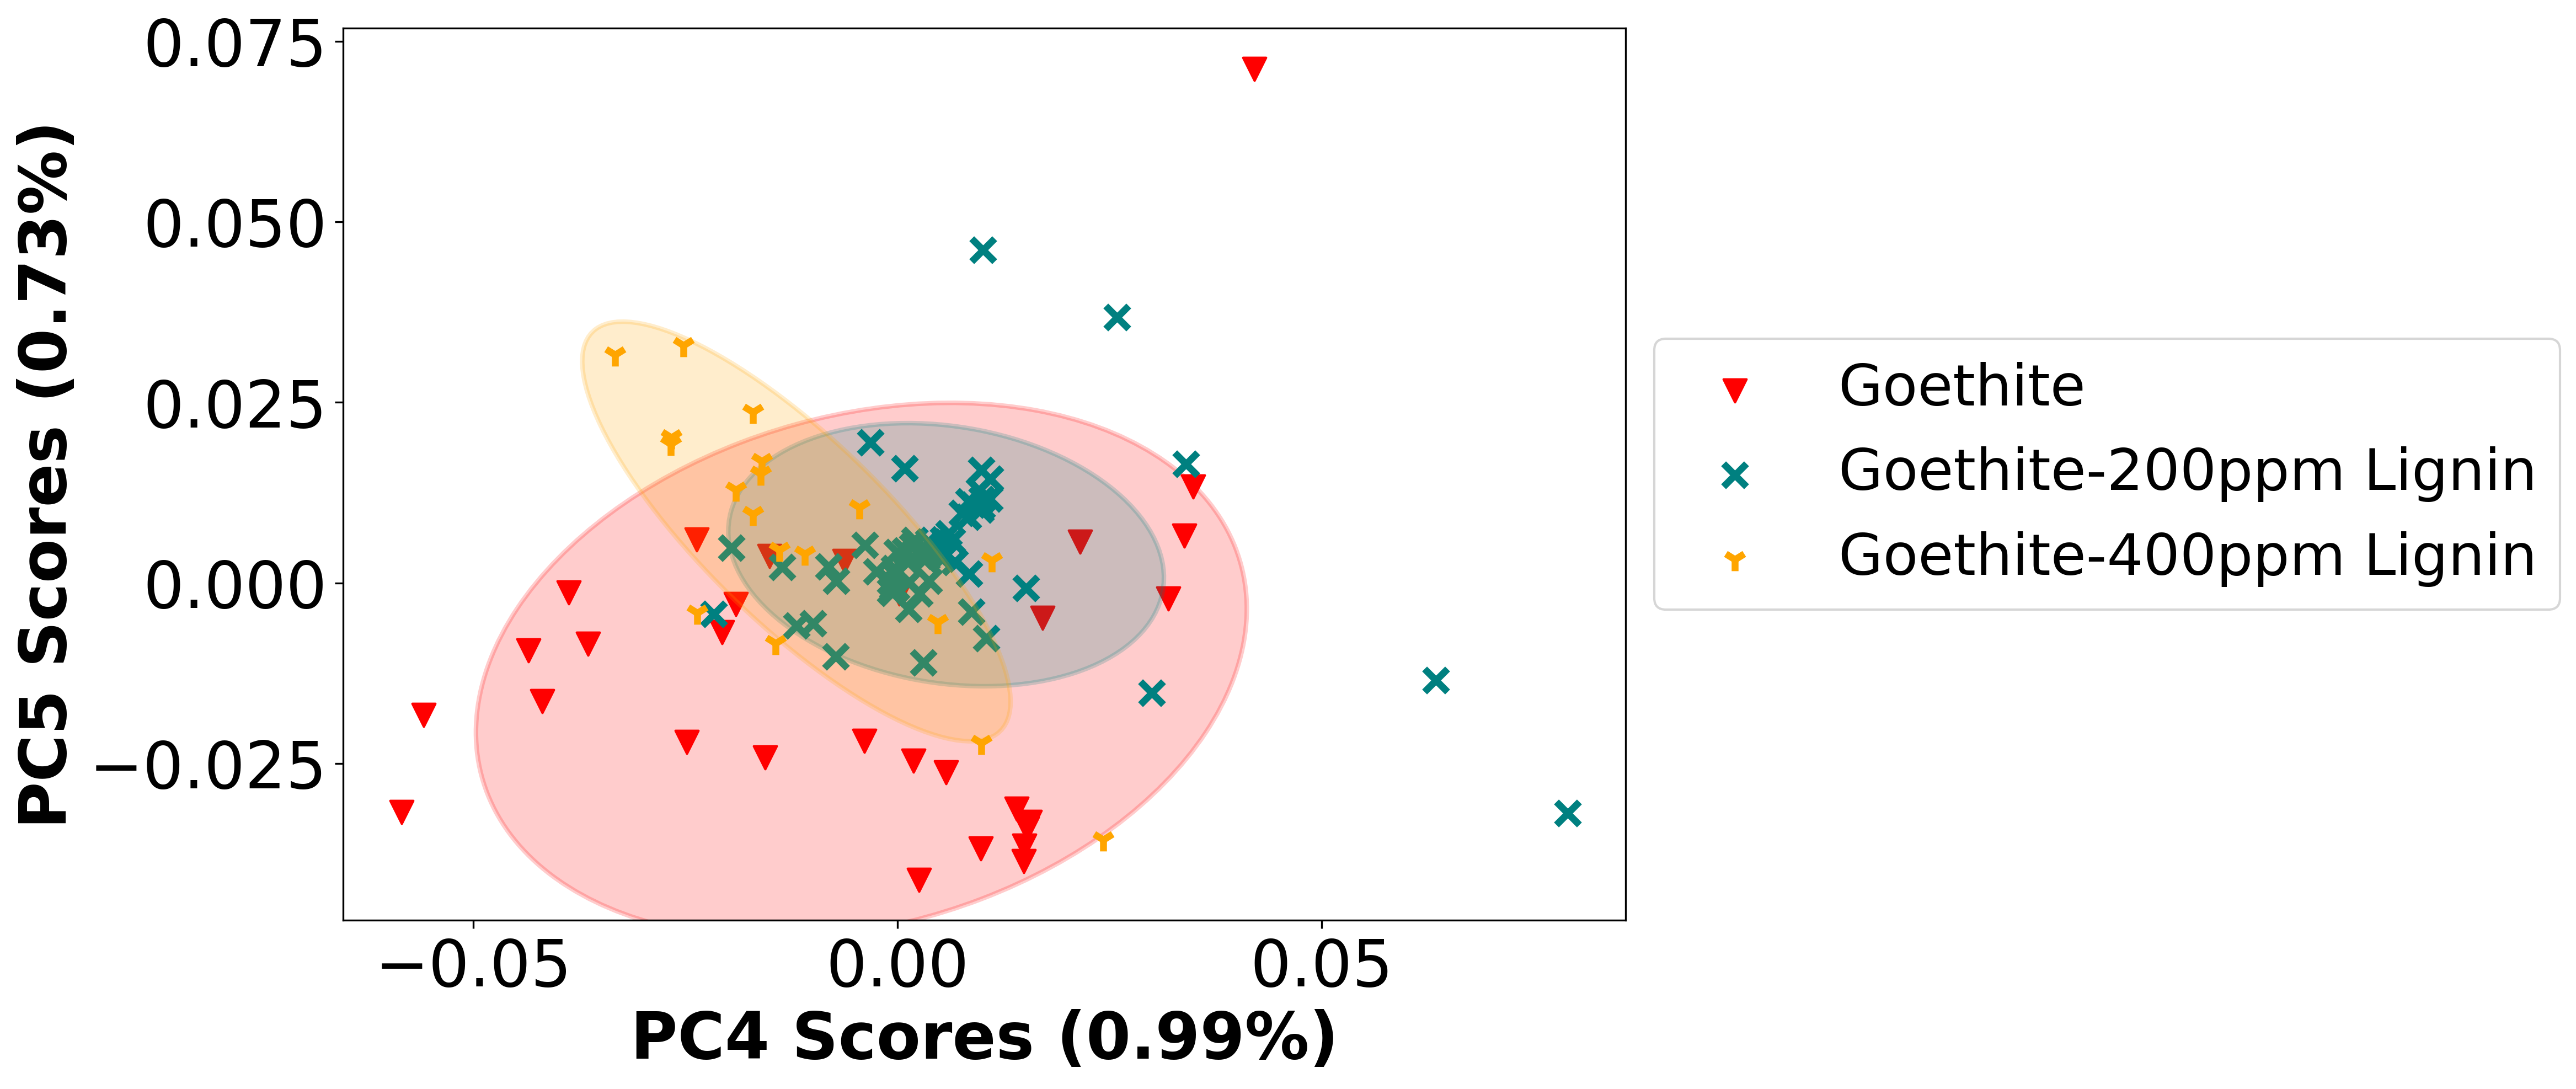 0.075
0.050
0.025
0.000
−0.025
PC5 Scores (0.73%)
−0.05
0.00
0.05
PC4 Scores (0.99%)
Goethite
Goethite-200ppm Lignin
Goethite-400ppm Lignin